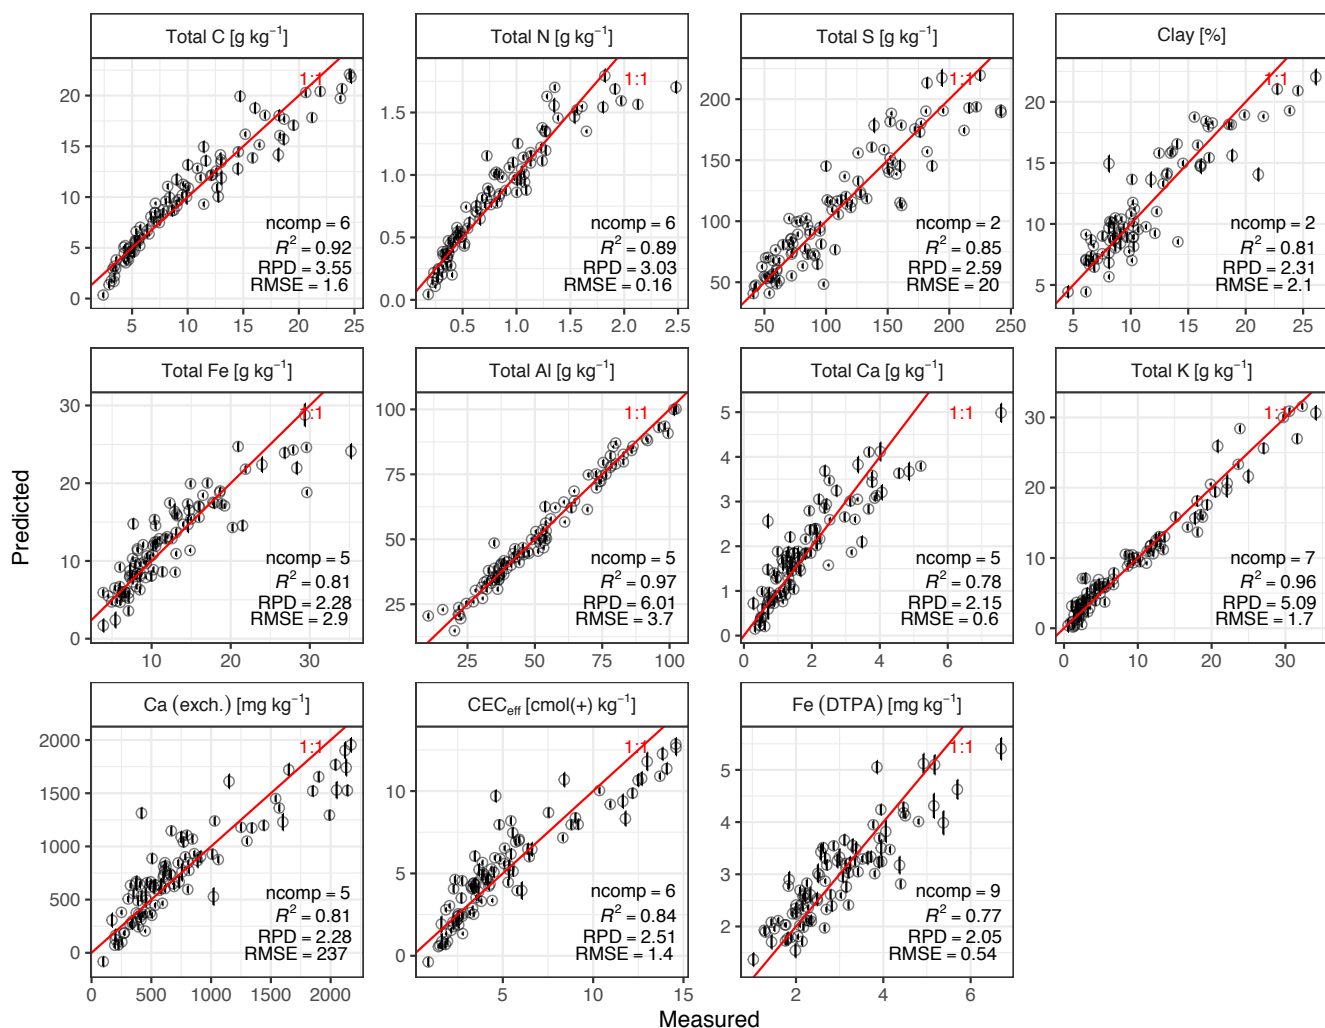 Total C [g kg⁻¹]
1:1
ncomp = 6
R² = 0.92
RPD = 3.55
RMSE = 1.6
20
15
10
5
0
5 10 15 20 25
Total N [g kg⁻¹]
1:1
ncomp = 6
R² = 0.89
RPD = 3.03
RMSE = 0.16
1.5
1.0
0.5
0.0
0.5 1.0 1.5 2.0 2.5
Total S [g kg⁻¹]
1:1
ncomp = 2
R² = 0.85
RPD = 2.59
RMSE = 20
200
150
100
50
50 100 150 200 250
Clay [%]
1:1
ncomp = 2
R² = 0.81
RPD = 2.31
RMSE = 2.1
20
15
10
5
5 10 15 20 25
Total Fe [g kg⁻¹]
1:1
ncomp = 5
R² = 0.81
RPD = 2.28
RMSE = 2.9
30
20
10
0
10 20 30
Total Al [g kg⁻¹]
1:1
ncomp = 5
R² = 0.97
RPD = 6.01
RMSE = 3.7
100
75
50
25
25 50 75 100
Total Ca [g kg⁻¹]
1:1
ncomp = 5
R² = 0.78
RPD = 2.15
RMSE = 0.6
5
4
3
2
1
0
0 2 4 6
Total K [g kg⁻¹]
1:1
ncomp = 7
R² = 0.96
RPD = 5.09
RMSE = 1.7
30
20
10
0
0 10 20 30
Ca (exch.) [mg kg⁻¹]
1:1
ncomp = 5
R² = 0.81
RPD = 2.28
RMSE = 237
2000
1500
1000
500
0
0 500 1000 1500 2000
CEC_eff [cmol(+) kg⁻¹]
1:1
ncomp = 6
R² = 0.84
RPD = 2.51
RMSE = 1.4
10
5
0
5 10 15
Fe (DTPA) [mg kg⁻¹]
1:1
ncomp = 9
R² = 0.77
RPD = 2.05
RMSE = 0.54
5
4
3
2
2 4 6
Predicted
Measured